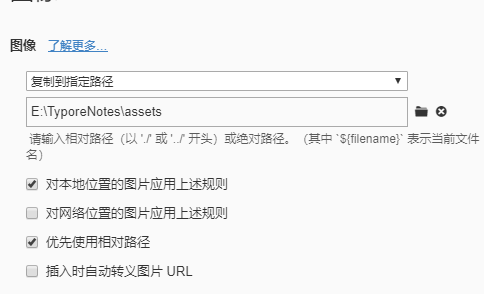 图像 了解更多...
复制到指定路径
E:\TyporeNotes\assets
请输入相对路径（以 './' 或 '../' 开头）或绝对路径。（其中 `${filename}` 表示当前文件
名）
对本地位置的图片应用上述规则
对网络位置的图片应用上述规则
优先使用相对路径
插入时自动转义图片 URL